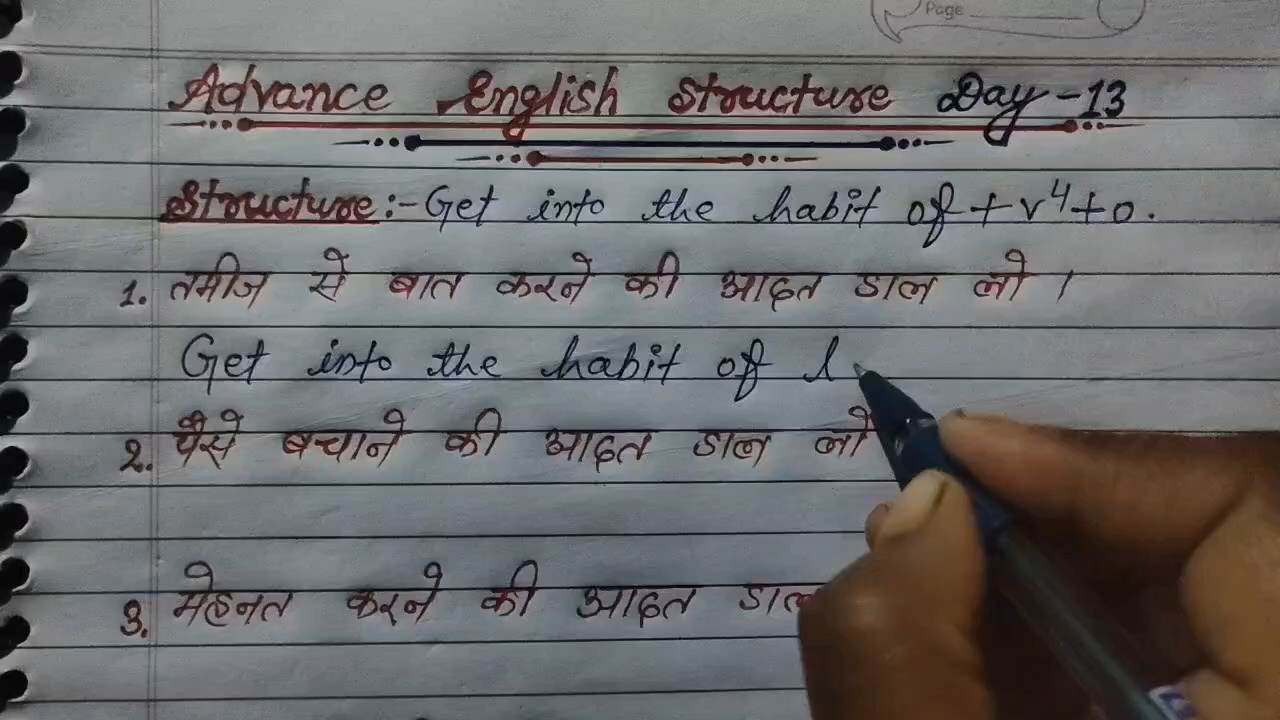 Page
Advance English Structure Day-13
Structure:- Get into the habit of + v⁴ + o.
1. तमीज से बात करने की आदत डाल लो ।
Get into the habit of
2. पैसे बचाने की आदत डाल लो
3. मेहनत करने की आदत